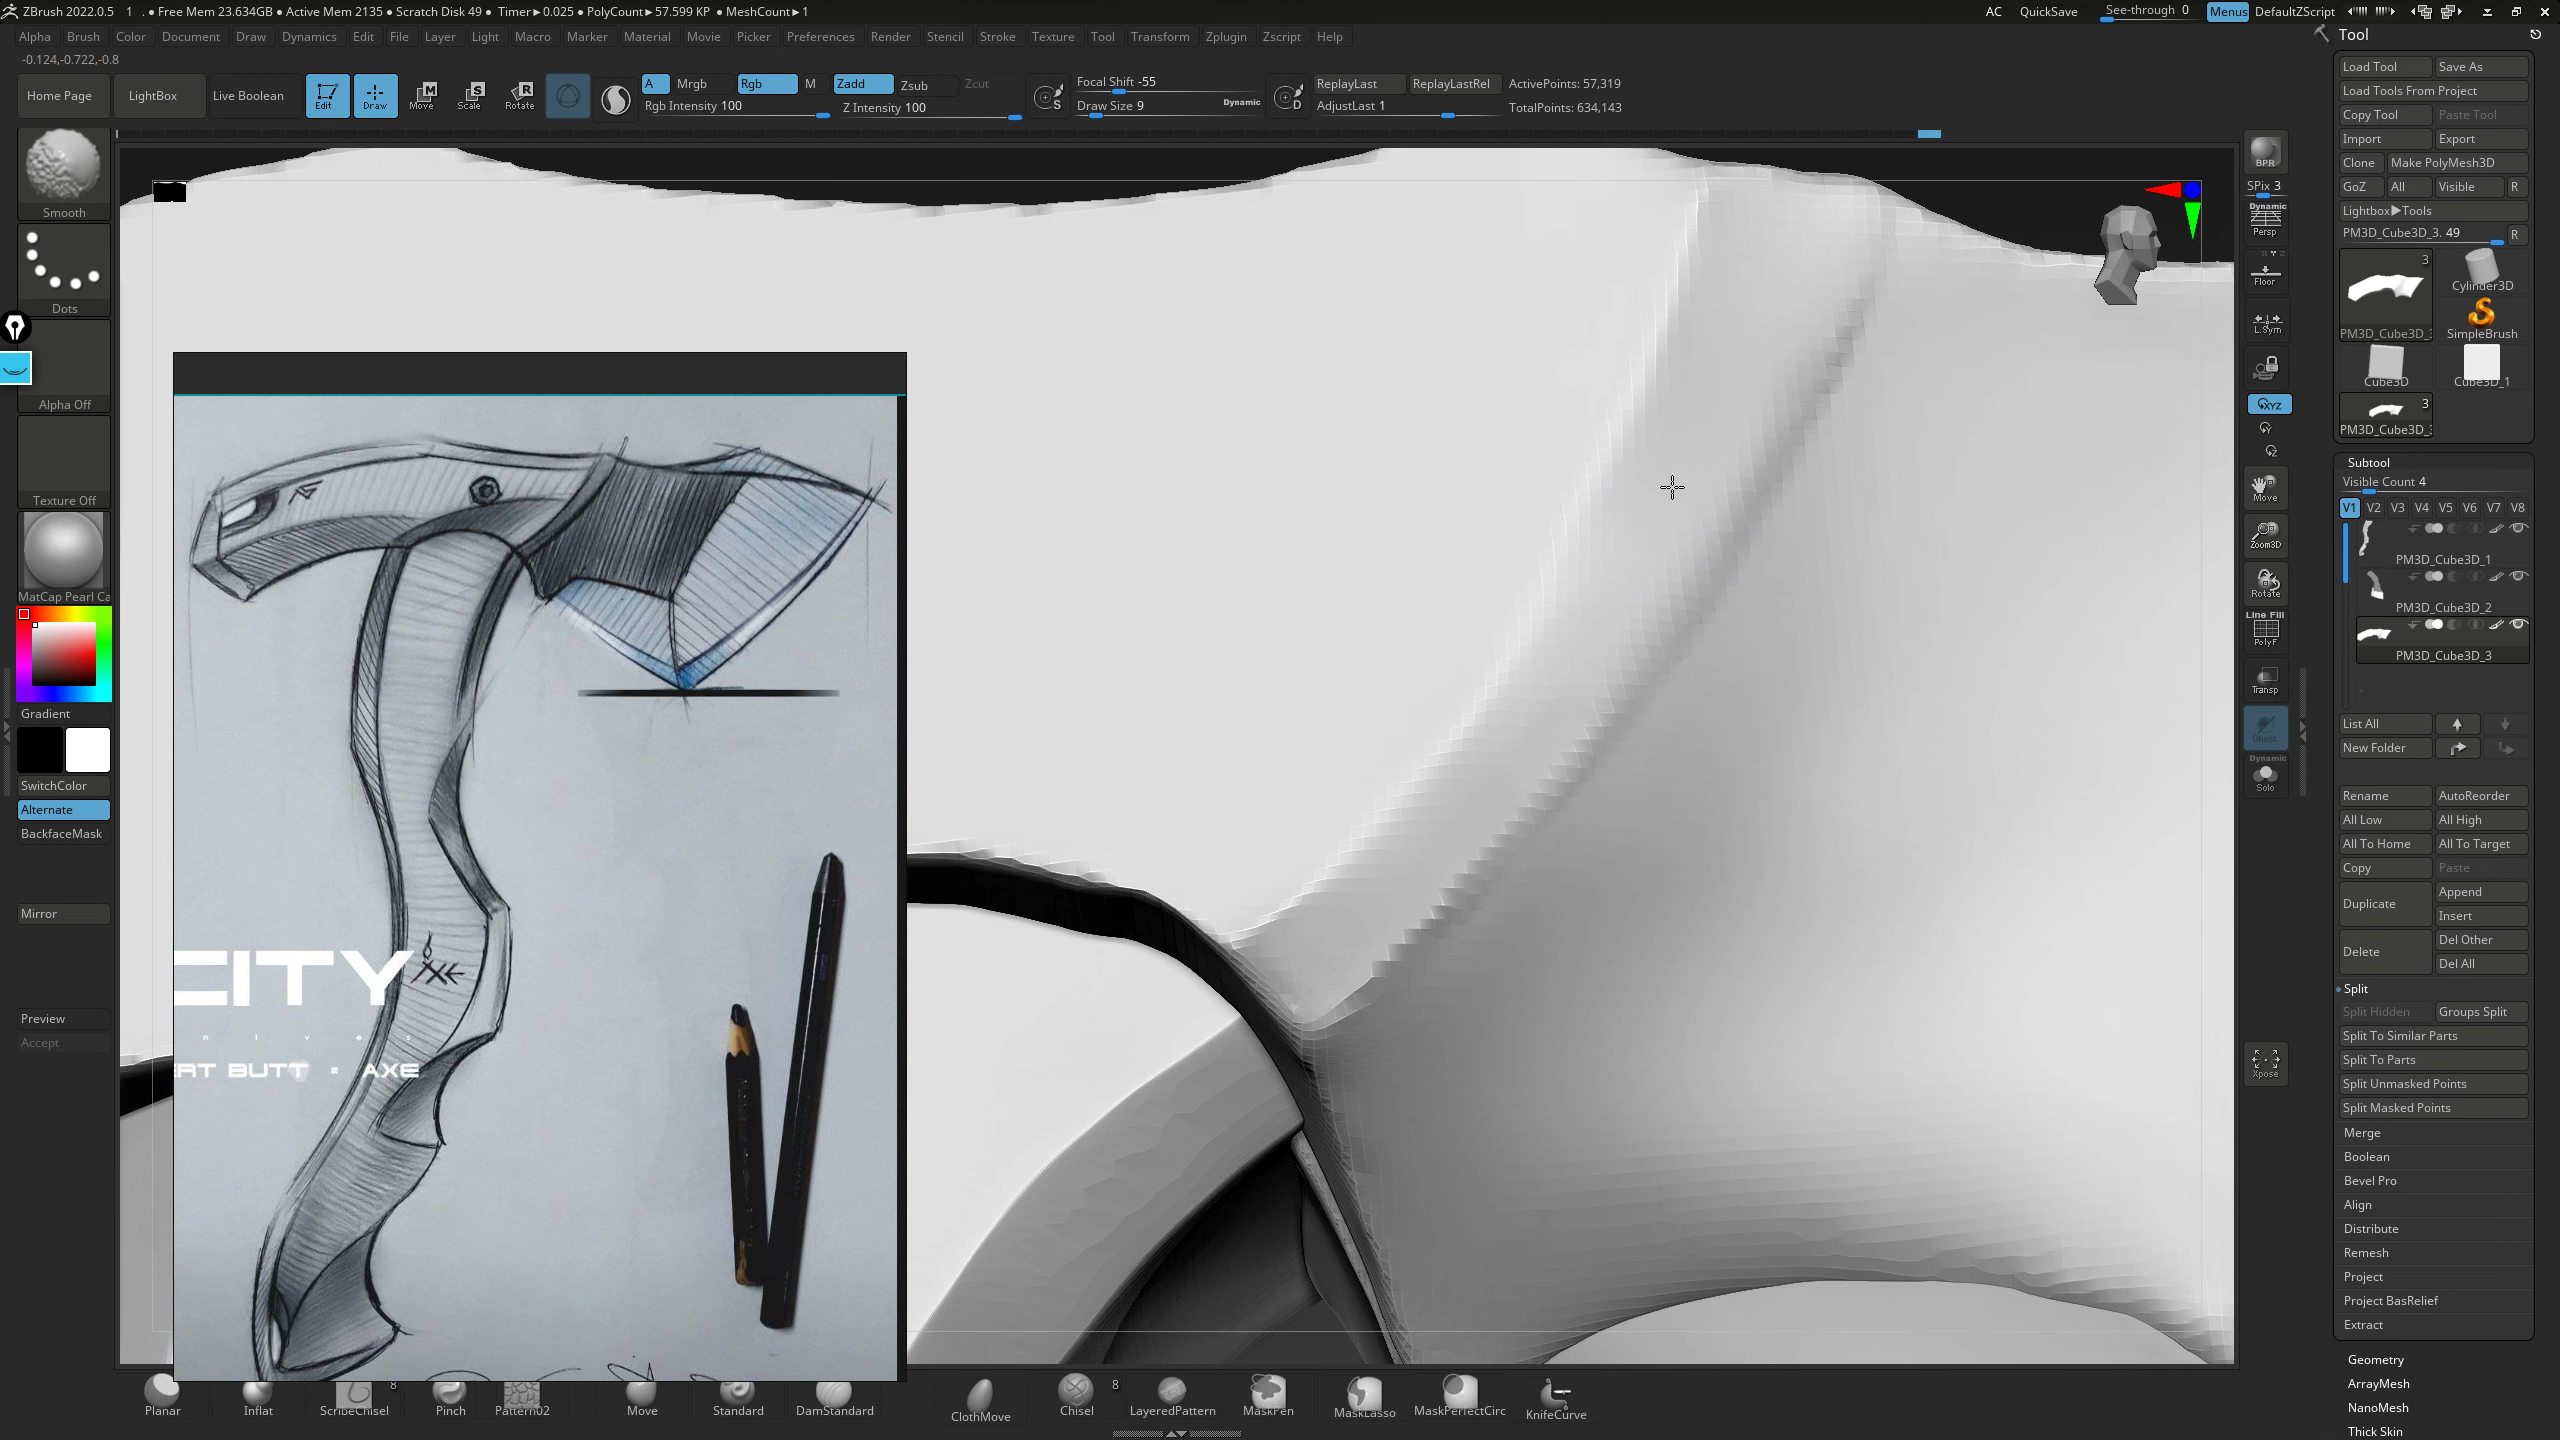 ZBrush 2022.0.5 1 . ● Free Mem 23.634GB ● Active Mem 2135 ● Scratch Disk 49 ● Timer►0.025 ● PolyCount►57.599 KP ● MeshCount►1
AC QuickSave See-through 0 Menus DefaultZScript
Alpha Brush Color Document Draw Dynamics Edit File Layer Light Macro Marker Material Movie Picker Preferences Render Stencil Stroke Texture Tool Transform Zplugin Zscript Help
Tool
-0.124,-0.722,-0.8
Home Page LightBox Live Boolean Edit Draw Move Scale Rotate
A Mrgb Rgb M Zadd Zsub Zcut
Rgb Intensity 100 Z Intensity 100
Focal Shift -55
Draw Size 9 Dynamic
ReplayLast ReplayLastRel ActivePoints: 57,319
AdjustLast 1 TotalPoints: 634,143
Smooth
Dots
Alpha Off
Texture Off
MatCap Pearl Ca
Gradient
SwitchColor
Alternate
BackfaceMask
Mirror
Preview
Accept
CITY
n i v e s
ERT BUTT : AXE
AXE
BPR
SPix 3
Dynamic
Persp
Floor
L.Sym
XYZ
Move
Zoom3D
Rotate
Line Fill
PolyF
Transp
Ghost
Dynamic
Solo
Xpose
Load Tool Save As
Load Tools From Project
Copy Tool Paste Tool
Import Export
Clone Make PolyMesh3D
GoZ All Visible R
Lightbox►Tools
PM3D_Cube3D_3. 49 R
3
PM3D_Cube3D_3 Cylinder3D
SimpleBrush
Cube3D Cube3D_1
3
PM3D_Cube3D_3
Subtool
Visible Count 4
V1 V2 V3 V4 V5 V6 V7 V8
PM3D_Cube3D_1
PM3D_Cube3D_2
PM3D_Cube3D_3
List All
New Folder
Rename AutoReorder
All Low All High
All To Home All To Target
Copy Paste
Duplicate Append
Insert
Delete Del Other
Del All
Split
Split Hidden Groups Split
Split To Similar Parts
Split To Parts
Split Unmasked Points
Split Masked Points
Merge
Boolean
Bevel Pro
Align
Distribute
Remesh
Project
Project BasRelief
Extract
Geometry
ArrayMesh
NanoMesh
Thick Skin
8 8
Planar Inflat ScribeChisel Pinch Pattern02 Move Standard DamStandard ClothMove Chisel LayeredPattern MaskPen MaskLasso MaskPerfectCirc KnifeCurve